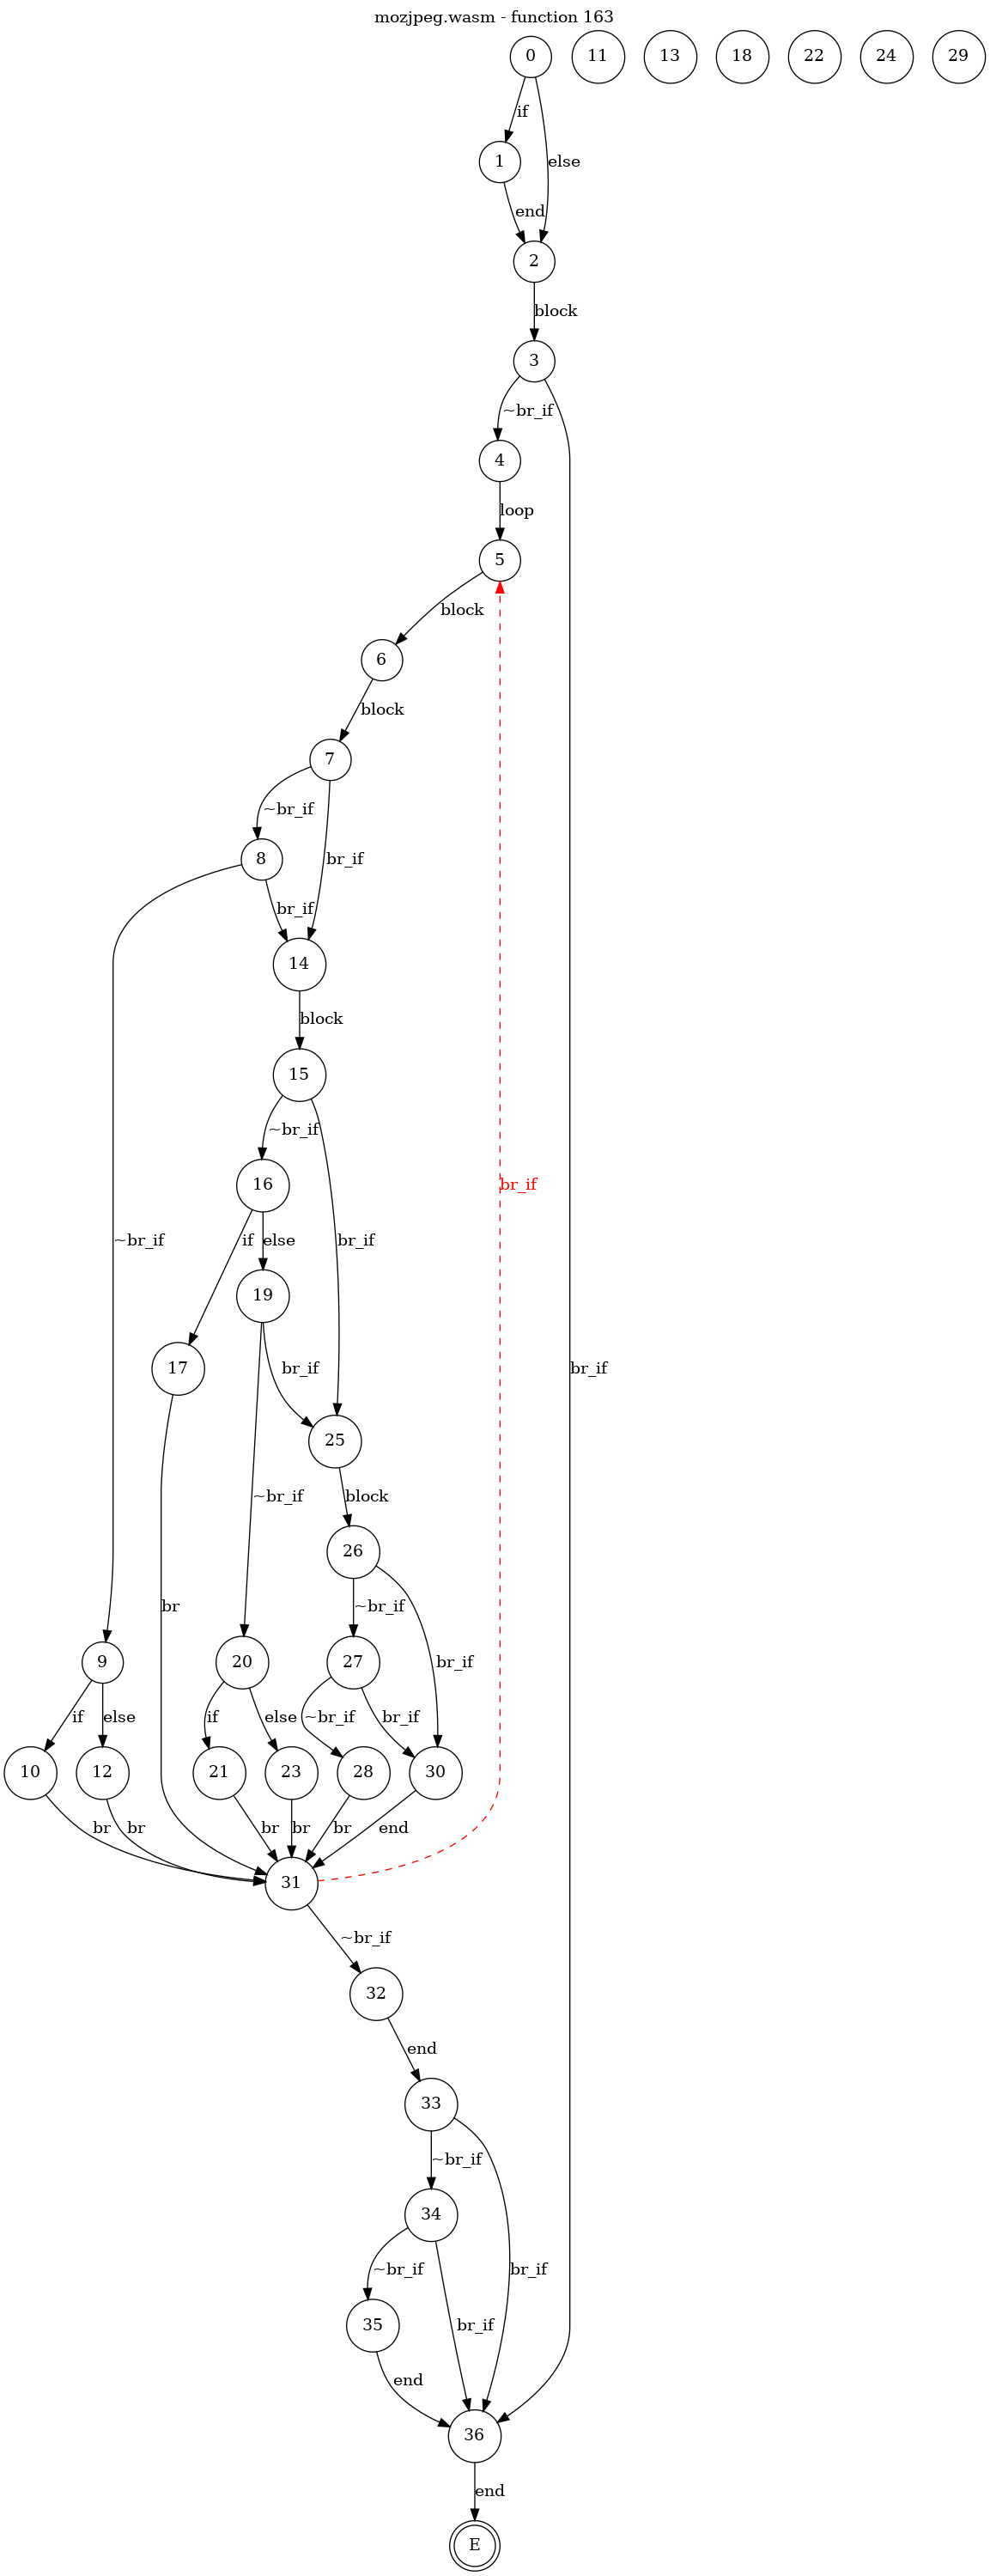 mozjpeg.wasm - function 163
0
11
13
18
22
24
29
if
1
else
end
2
block
3
~br_if
4
loop
5
block
6
block
7
~br_if
8
br_if
br_if
14
block
15
~br_if
16
~br_if
if
else
br_if
br_if
19
17
br_if
br_if
25
~br_if
block
26
br
~br_if
9
20
27
br_if
if
else
if
else
~br_if
br_if
10
12
21
23
28
30
br
br
br
br
br
end
31
~br_if
32
end
33
~br_if
34
~br_if
br_if
35
br_if
end
36
end
E